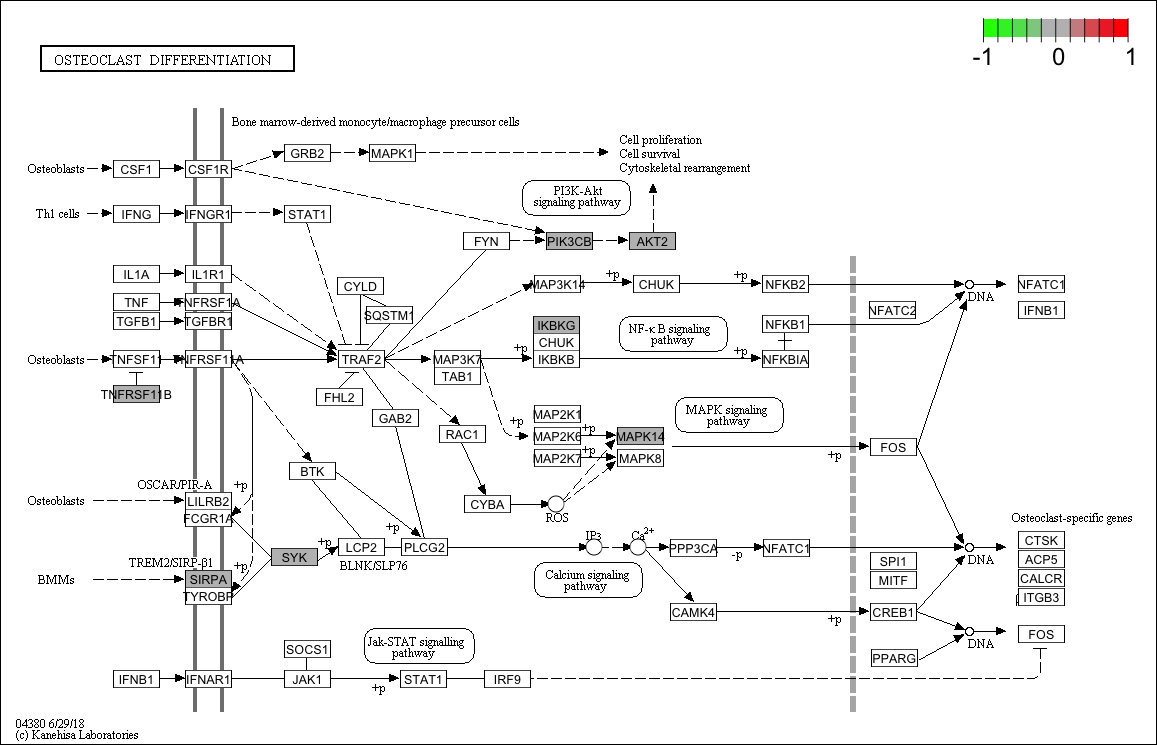 -1 0 1
OSTEOCLAST DIFFERENTIATION
Bone marrow-derived monocyte/macrophage precursor cells
Cell proliferation
Cell survival
Cytoskeletal rearrangement
Osteoblasts CSF1 CSF1R GRB2 MAPK1
PI3K-Akt
signaling pathway
Th1 cells IFNG IFNGR1 STAT1
FYN PIK3CB AKT2
IL1A IL1R1 CYLD MAP3K14 +p CHUK +p NFKB2 DNA NFATC1
TNF TNFRSF1A SQSTM1 NFATC2 IFNB1
TGFB1 TGFBR1 IKBKG NF-κ B signaling
pathway NFKB1
CHUK
Osteoblasts TNFSF11 TNFRSF11A TRAF2 MAP3K7 +p IKBKB +p NFKBIA
TAB1
TNFRSF11B FHL2
GAB2 MAP2K1 MAPK signaling
pathway
RAC1 +p MAP2K6 +p MAPK14
+p FOS
MAP2K7 +p MAPK8
BTK
OSCAR/PIR-A +p
Osteoblasts LILRB2 CYBA ROS
FCGR1A
Osteoclast-specific genes
+p IP3 Ca2+
SYK +p LCP2 PLCG2 PPP3CA -p NFATC1 DNA CTSK
BLNK/SLP76
TREM2/SIRP-β1 +p SPI1 ACP5
BMMs SIRPA Calcium signaling
pathway MITF CALCR
TYROBP ITGB3
CAMK4 +p CREB1
DNA FOS
Jak-STAT signalling
pathway
SOCS1 PPARG
IFNB1 IFNAR1 JAK1 +p STAT1 IRF9
04380 6/29/18
(c) Kanehisa Laboratories